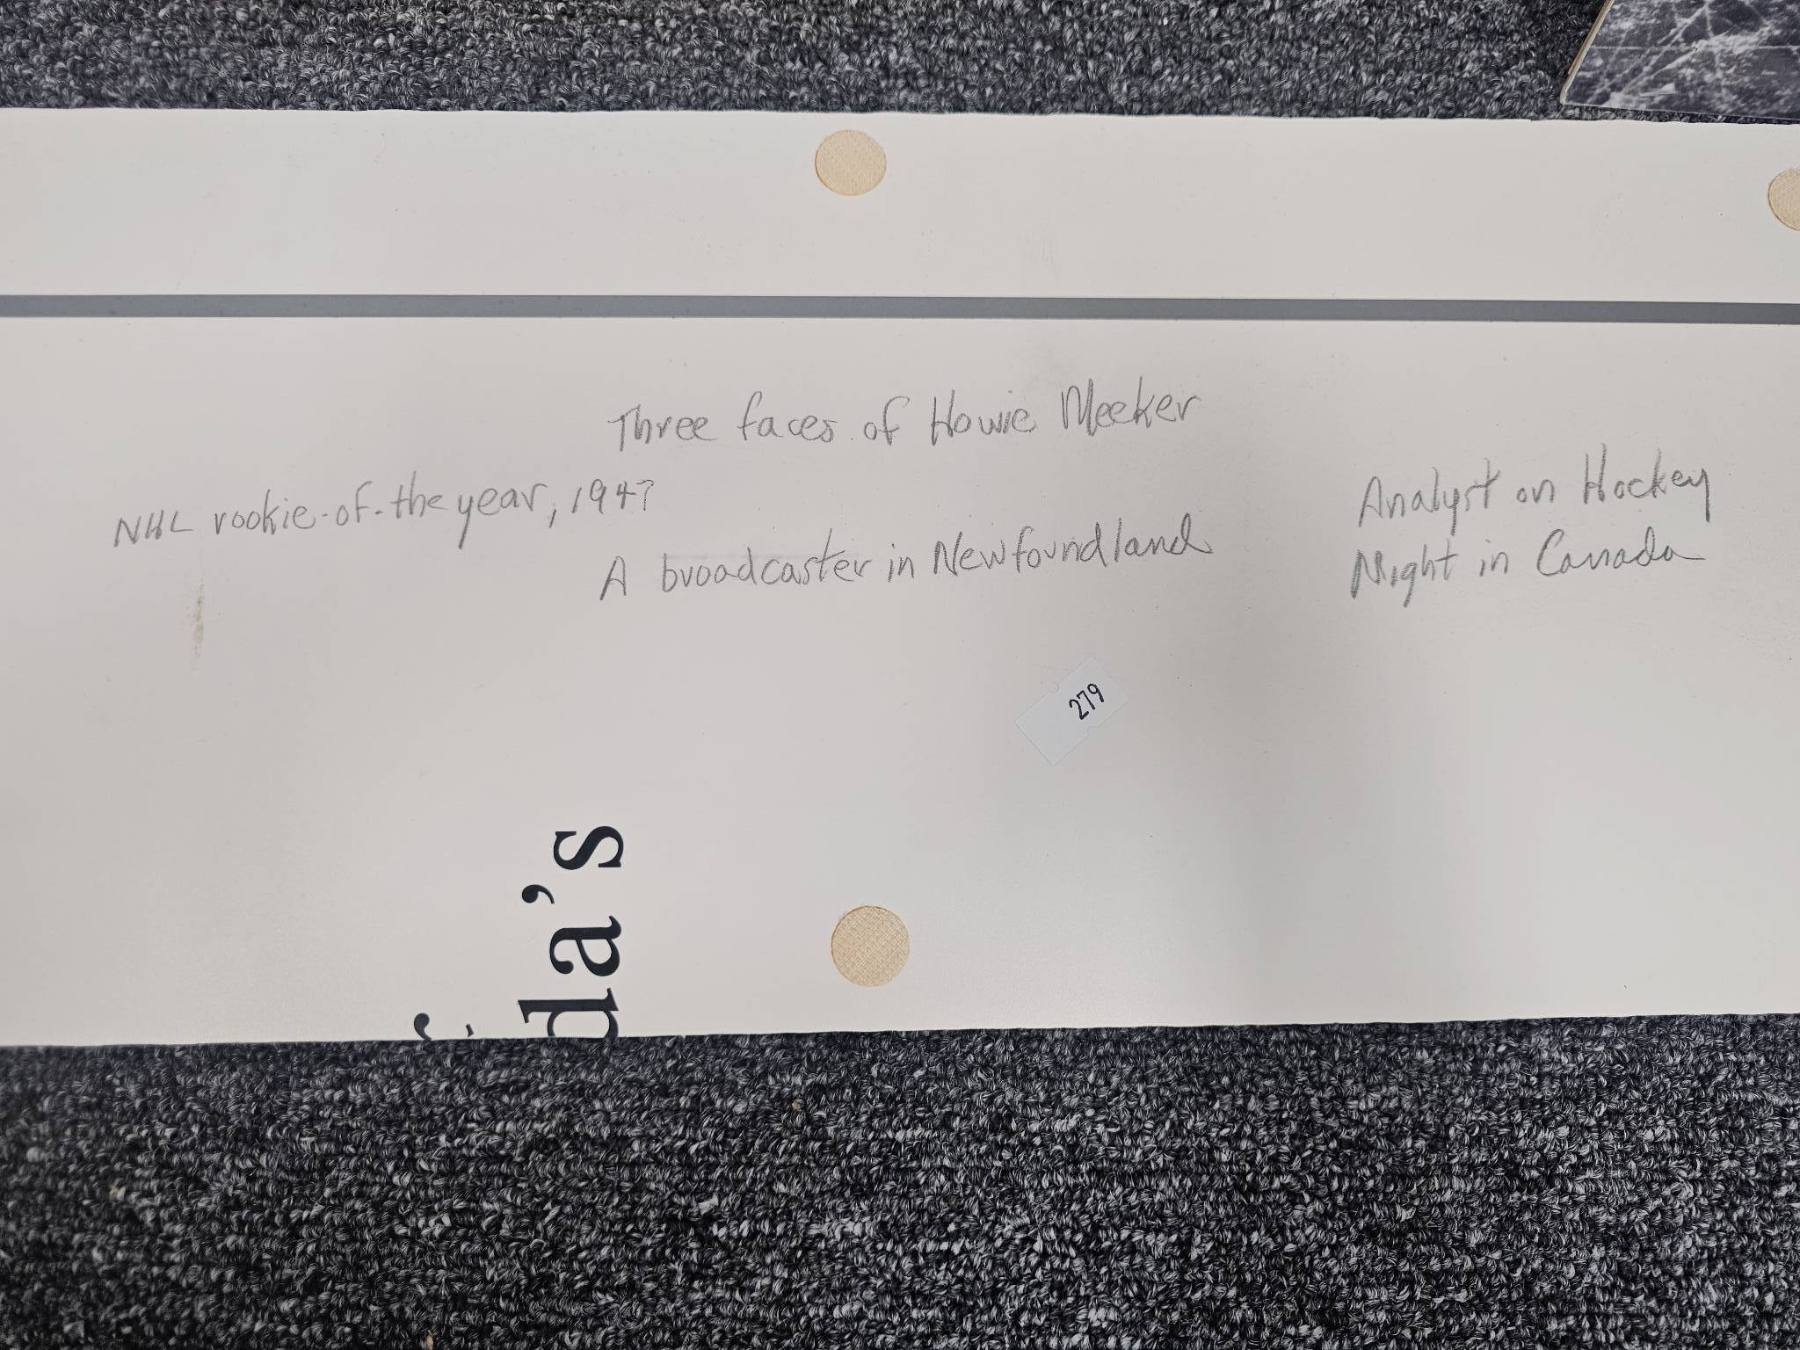 Three faces of Howie Meeker
NHL rookie-of-the year, 1947
A broadcaster in Newfoundland
Analyst on Hockey
Night in Canada
279
da's